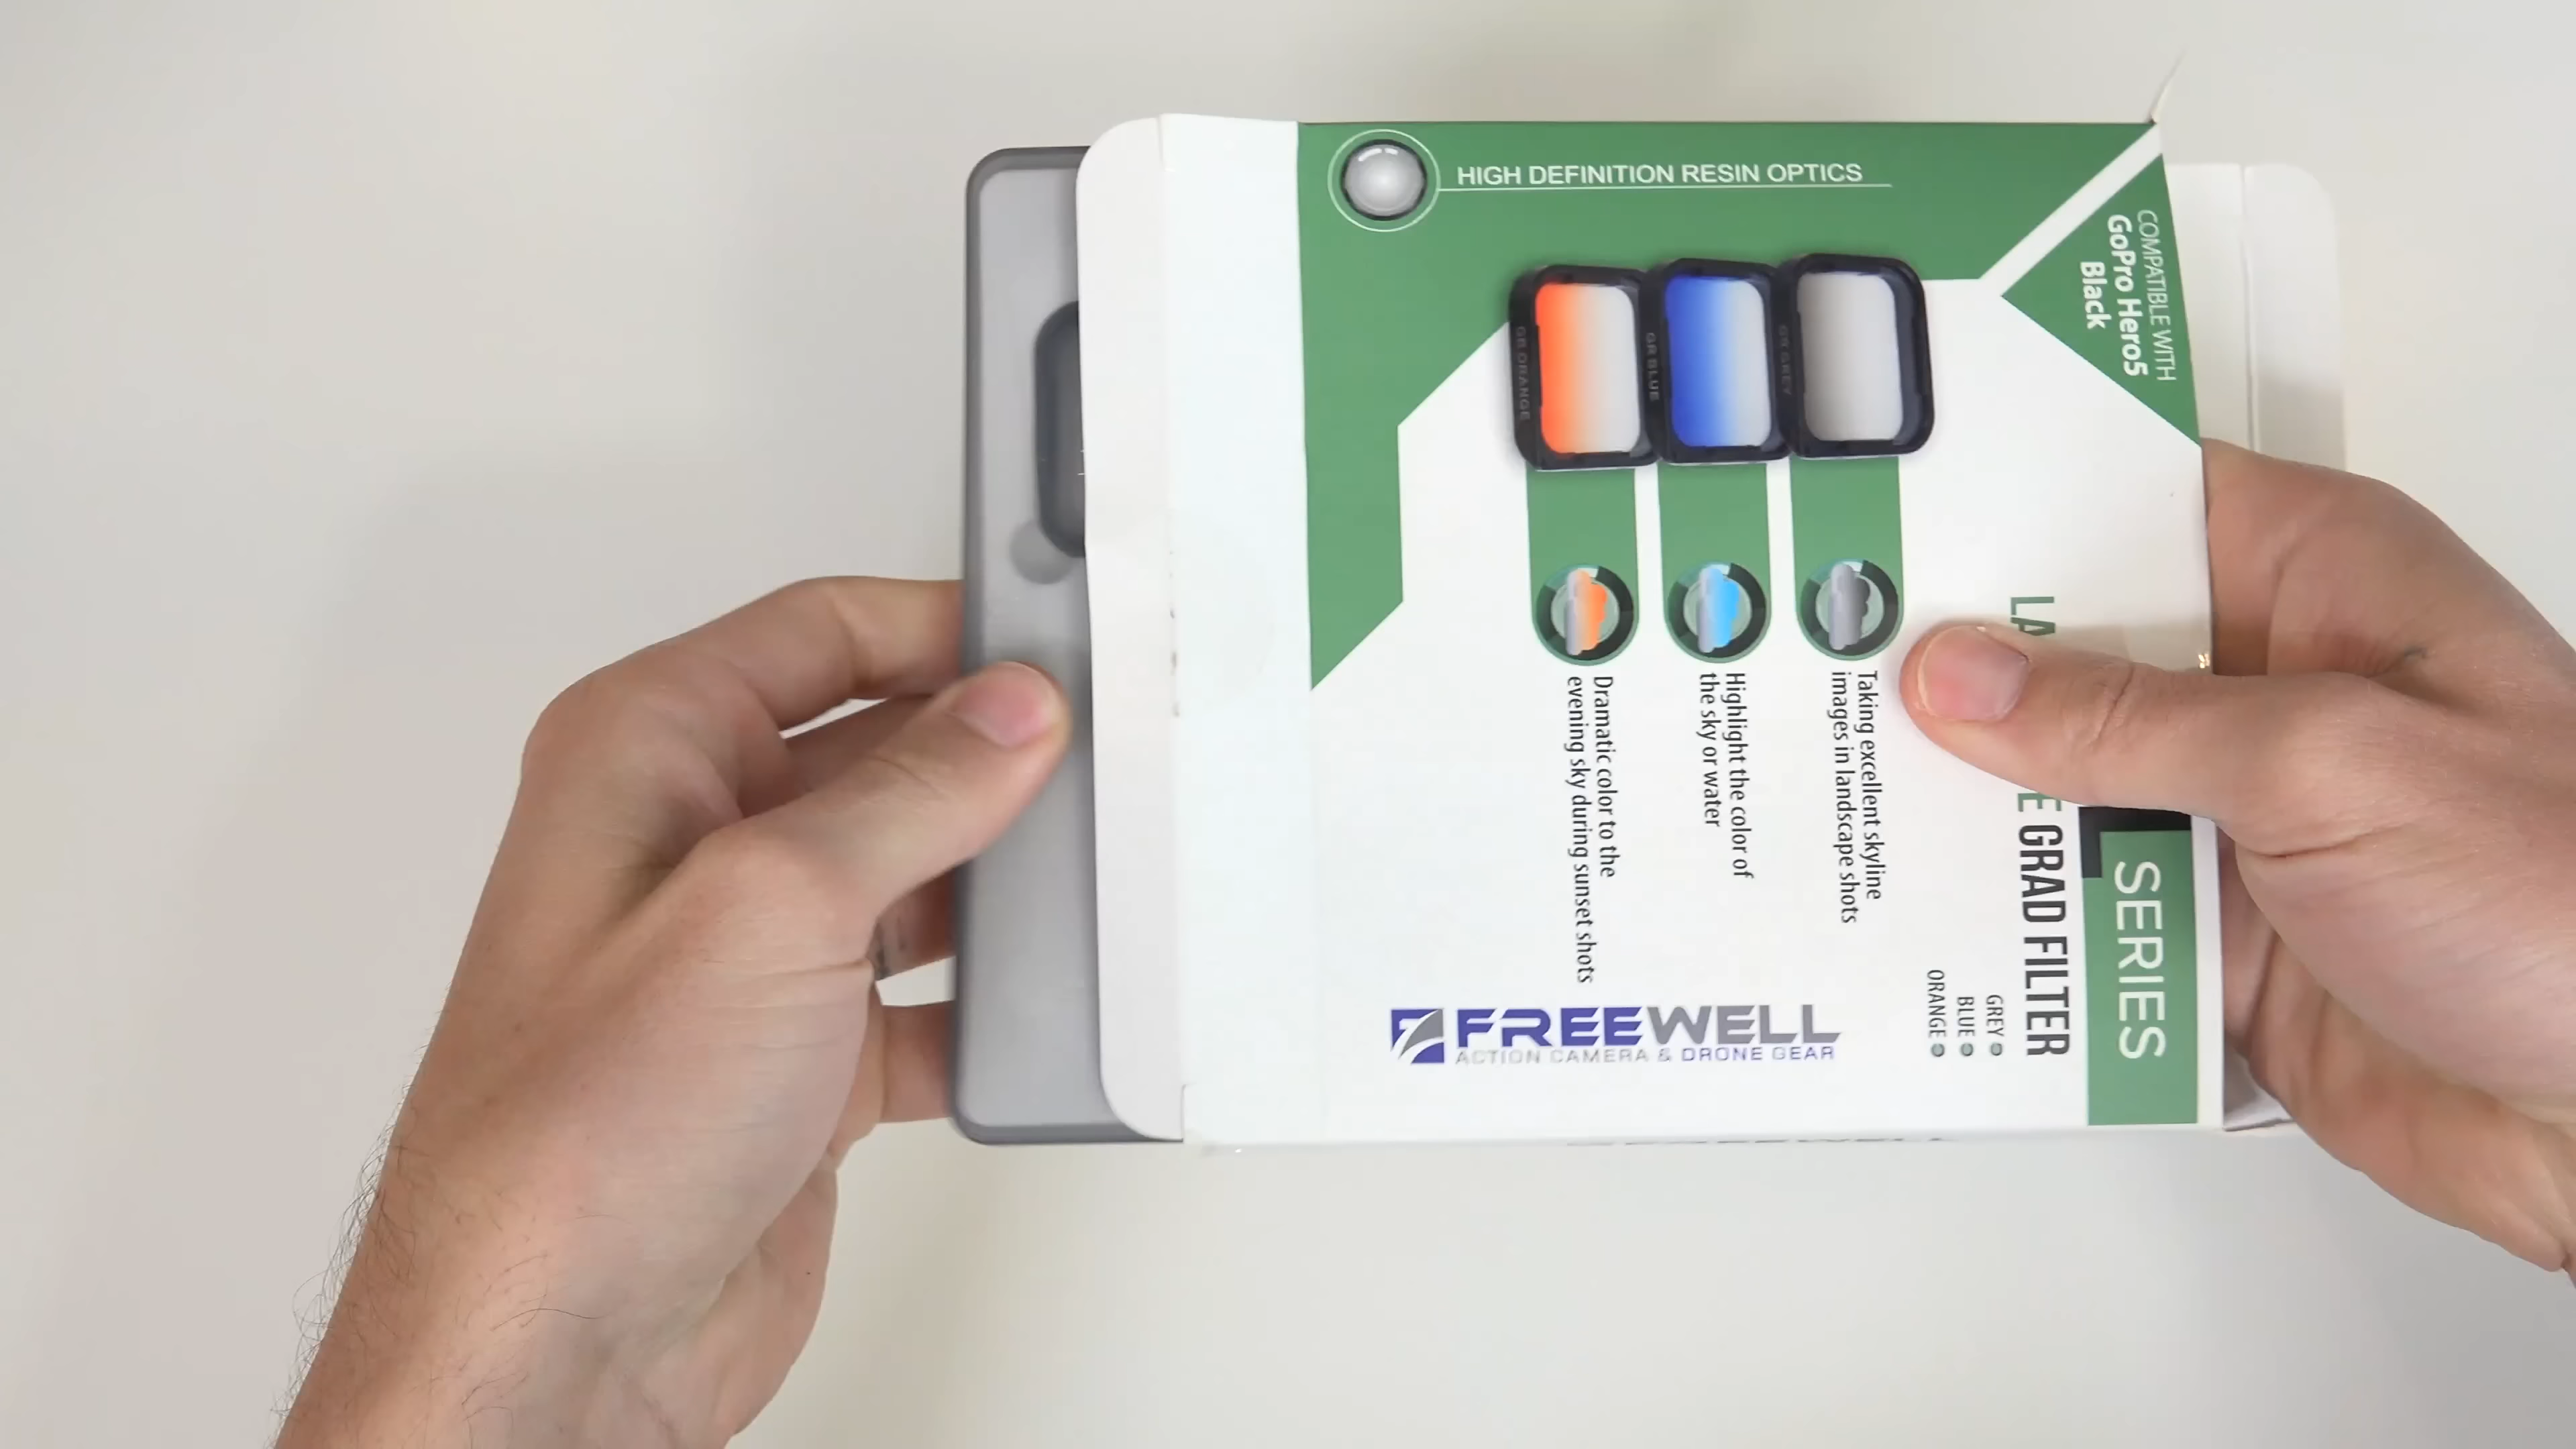 HIGH DEFINITION RESIN OPTICS
COMPATIBLE WITH
GoPro Hero5
Black
GR ORANGE
GR BLUE
GR GREY
Taking excellent skyline
images in landscape shots
Highlight the color of
the sky or water
Dramatic color to the
evening sky during sunset shots
SERIES
GRAD FILTER
GREY
BLUE
ORANGE
FREEWELL
ACTION CAMERA & DRONE GEAR